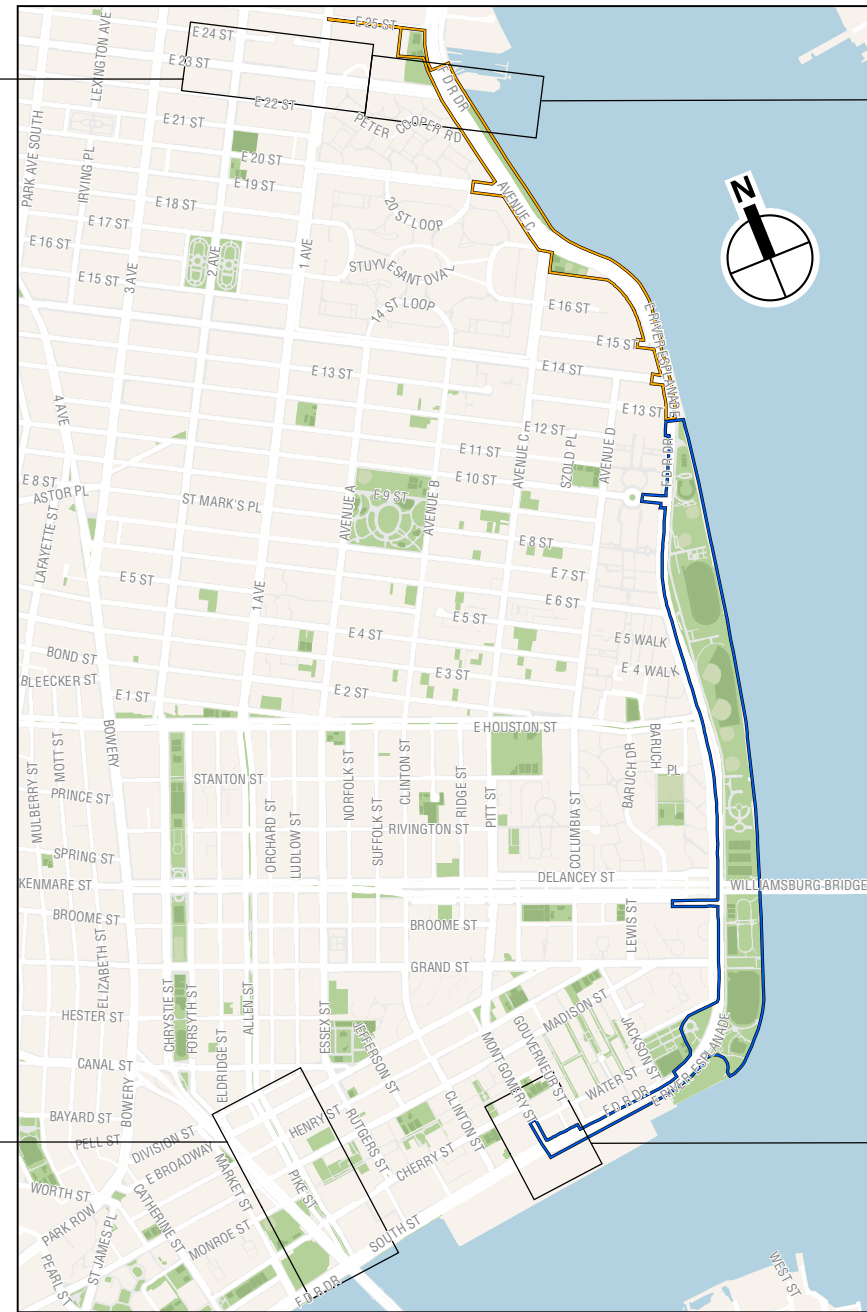 E 25 ST
E 24 ST
LEXINGTON AVE
E 23 ST
F D R DR
E 22 ST
E 21 ST
PETER COOPER RD
PARK AVE SOUTH
IRVING PL
E 20 ST
E 19 ST
AVENUE C
E 18 ST
20 ST LOOP
E 17 ST
N
E 16 ST
3 AVE
2 AVE
1 AVE
STUYVESANT OVAL
E 15 ST
14 ST LOOP
E 16 ST
E RIVER ESPLANADE
E 15 ST
E 14 ST
E 13 ST
4 AVE
E 13 ST
E 12 ST
E 11 ST
AVENUE C
SZOLD PL
AVENUE D
F D R DR
E 10 ST
E 8 ST
ASTOR PL
ST MARK'S PL
AVENUE A
E 9 ST
AVENUE B
LAFAYETTE ST
E 8 ST
E 7 ST
E 5 ST
1 AVE
E 6 ST
E 5 ST
E 4 ST
E 5 WALK
BOND ST
E 3 ST
E 4 WALK
BLEECKER ST
E 1 ST
E 2 ST
E HOUSTON ST
BOWERY
MOTT ST
MULBERRY ST
STANTON ST
NORFOLK ST
CLINTON ST
RIDGE ST
PITT ST
BARUCH DR
BARUCH
PL
PRINCE ST
ORCHARD ST
LUDLOW ST
SUFFOLK ST
RIVINGTON ST
COLUMBIA ST
SPRING ST
DELANCEY ST
KENMARE ST
WILLIAMSBURG BRIDGE
BROOME ST
BROOME ST
LEWIS ST
ELIZABETH ST
GRAND ST
CHRYSTIE ST
FORSYTH ST
ALLEN ST
ESSEX ST
HESTER ST
MADISON ST
JACKSON ST
GOUVERNEUR ST
MONTGOMERY ST
JEFFERSON ST
ELDRIDGE ST
CANAL ST
WATER ST
E RIVER ESPLANADE
F D R DR
BOWERY
BAYARD ST
HENRY ST
RUTGERS ST
CLINTON ST
PELL ST
DIVISION ST
E BROADWAY
CHERRY ST
MARKET ST
PIKE ST
WORTH ST
CATHERINE ST
PARK ROW
ST JAMES PL
MONROE ST
SOUTH ST
PEARL ST
F D R DR
WEST ST